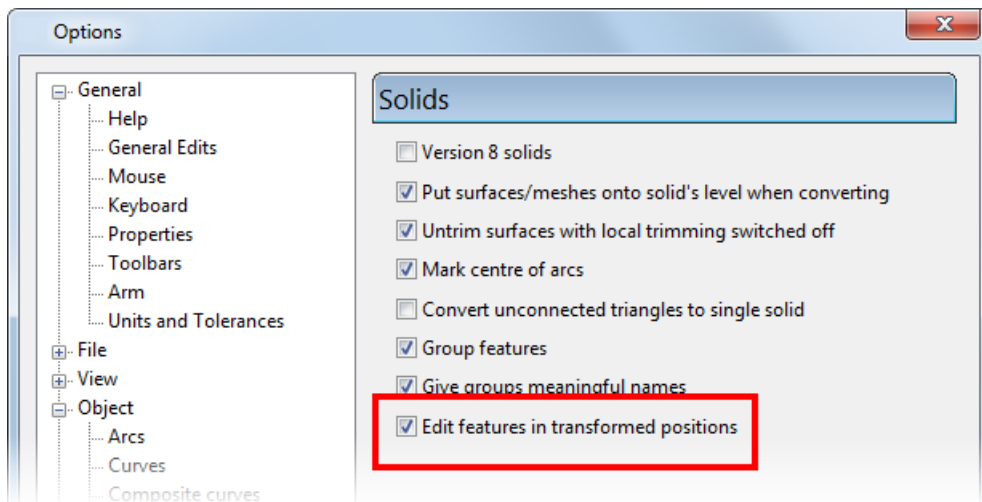 Options
General
Help
General Edits
Mouse
Keyboard
Properties
Toolbars
Arm
Units and Tolerances
File
View
Object
Arcs
Curves
Composite curves
Solids
Version 8 solids
Put surfaces/meshes onto solid's level when converting
Untrim surfaces with local trimming switched off
Mark centre of arcs
Convert unconnected triangles to single solid
Group features
Give groups meaningful names
Edit features in transformed positions